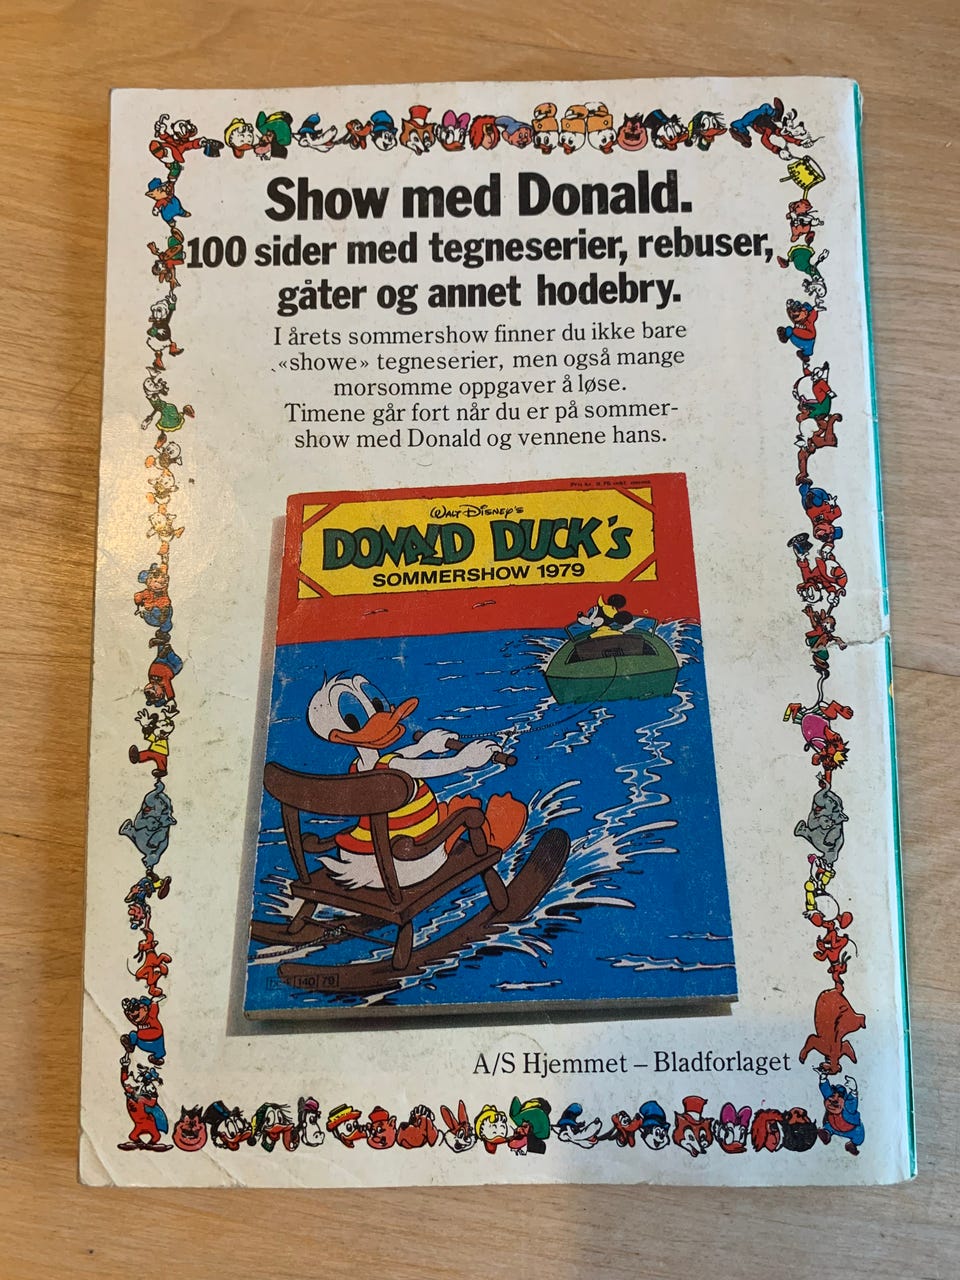 Show med Donald.
100 sider med tegneserier, rebuser,
gåter og annet hodebry.
I årets sommershow finner du ikke bare
«showe» tegneserier, men også mange
morsomme oppgaver å løse.
Timene går fort når du er på sommer-
show med Donald og vennene hans.
WALT DISNEY'S
DONALD DUCK'S
SOMMERSHOW 1979
140 79
A/S Hjemmet – Bladforlaget